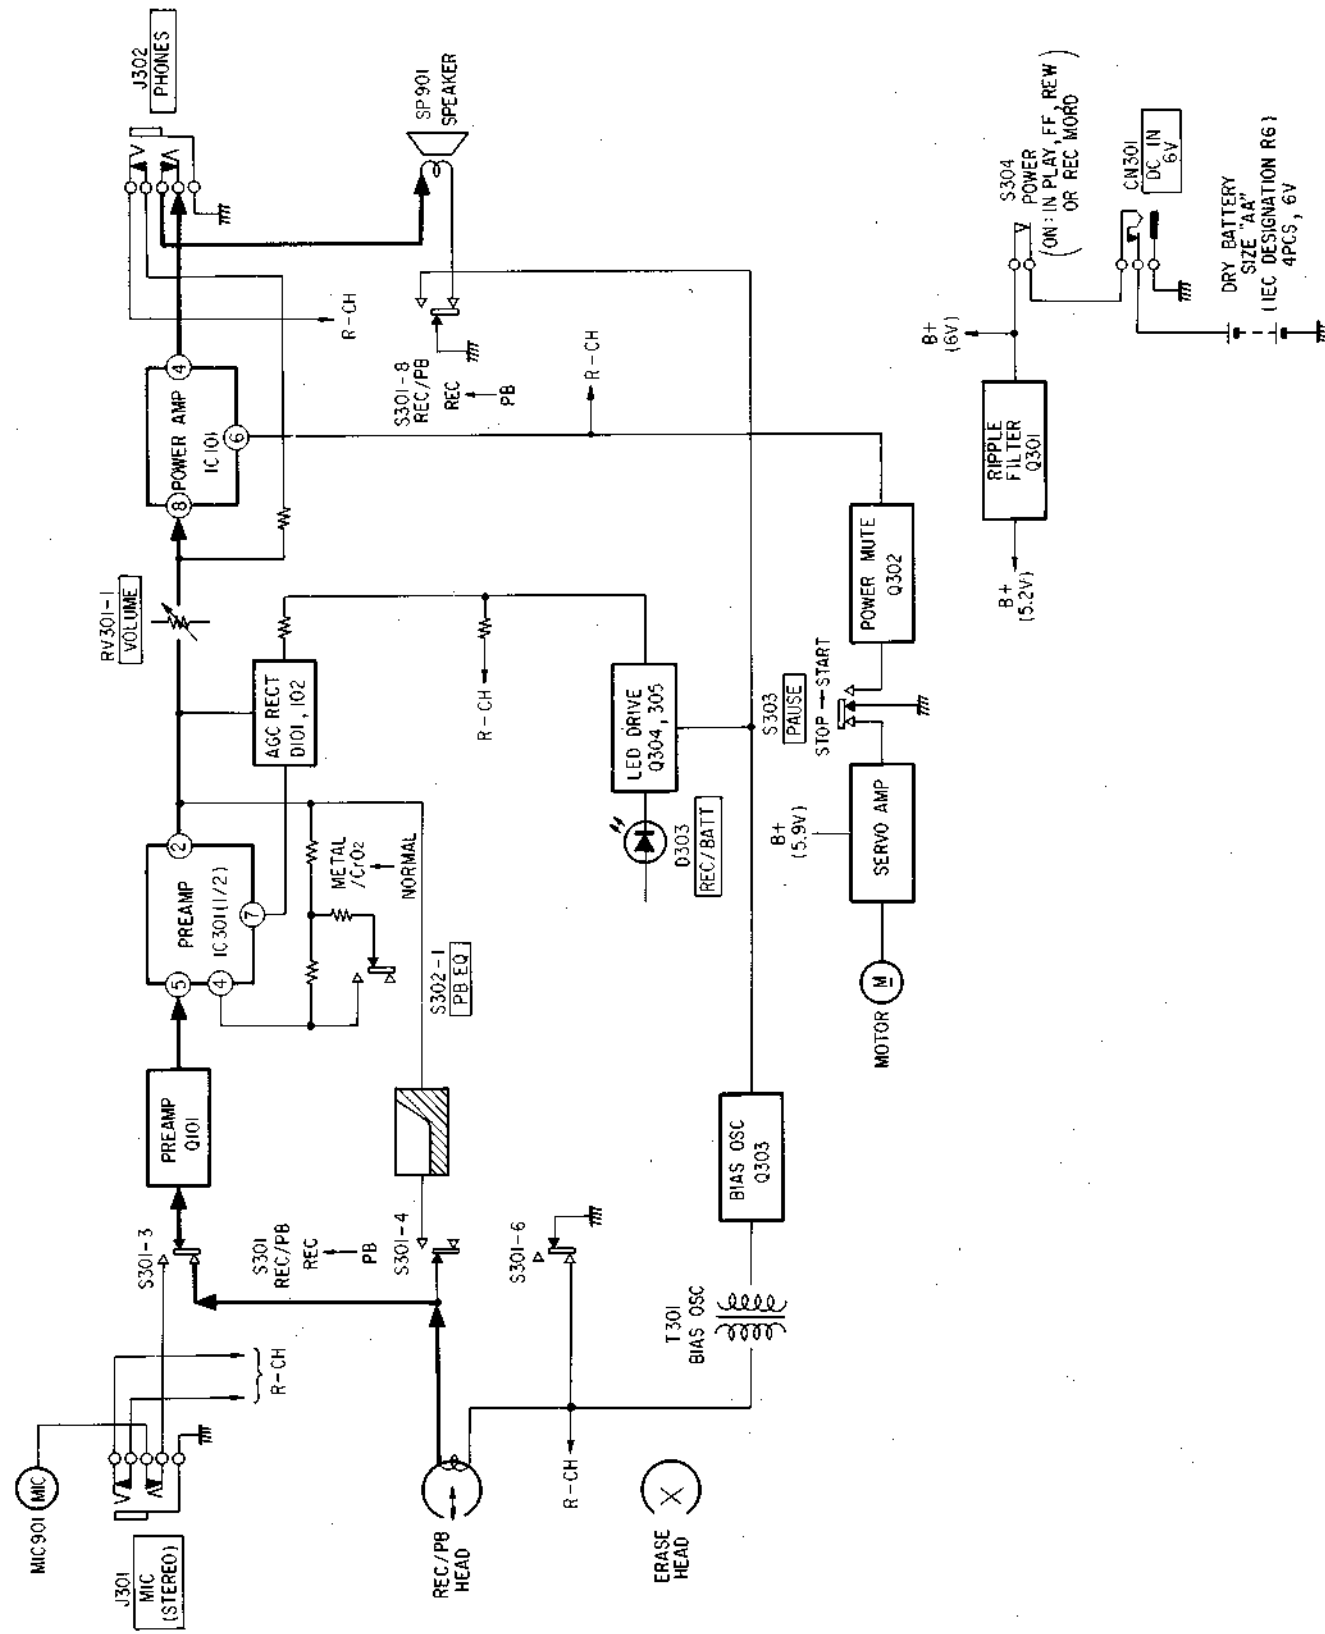 MIC901
MIC
J301
MIC
(STEREO)
R-CH
S301-3
PREAMP
Q101
5
4
PREAMP
IC301(1/2)
2
7
RV301-1
VOLUME
8
POWER AMP
IC101
4
6
J302
PHONES
AGC RECT
D101, 102
R-CH
SP901
SPEAKER
METAL
/CrO2
NORMAL
S302-1
PB EQ
S301
REC/PB
REC
PB
S301-4
REC/PB
HEAD
R-CH
S301-8
REC/PB
REC
PB
R-CH
S301-6
R-CH
ERASE
HEAD
T301
BIAS OSC
BIAS OSC
Q303
LED DRIVE
Q304, 305
D303
REC/BATT
S303
PAUSE
STOP
START
B+
(5.9V)
MOTOR
M
SERVO AMP
POWER MUTE
Q302
B+
(5.2V)
RIPPLE
FILTER
Q301
B+
(6V)
S304
POWER
(ON : IN PLAY, FF, REW
OR REC MORD)
CN301
DC IN
6V
DRY BATTERY
SIZE "AA"
(IEC DESIGNATION R6)
4PCS, 6V